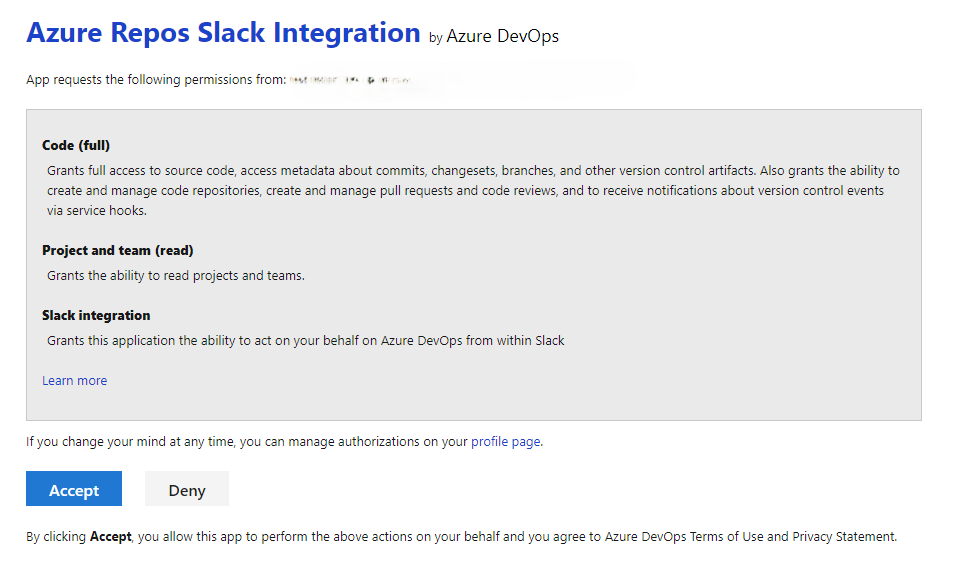 Azure Repos Slack Integration by Azure DevOps
App requests the following permissions from:
Code (full)
Grants full access to source code, access metadata about commits, changesets, branches, and other version control artifacts. Also grants the ability to
create and manage code repositories, create and manage pull requests and code reviews, and to receive notifications about version control events
via service hooks.
Project and team (read)
Grants the ability to read projects and teams.
Slack integration
Grants this application the ability to act on your behalf on Azure DevOps from within Slack
Learn more
If you change your mind at any time, you can manage authorizations on your profile page.
Accept
Deny
By clicking Accept, you allow this app to perform the above actions on your behalf and you agree to Azure DevOps Terms of Use and Privacy Statement.